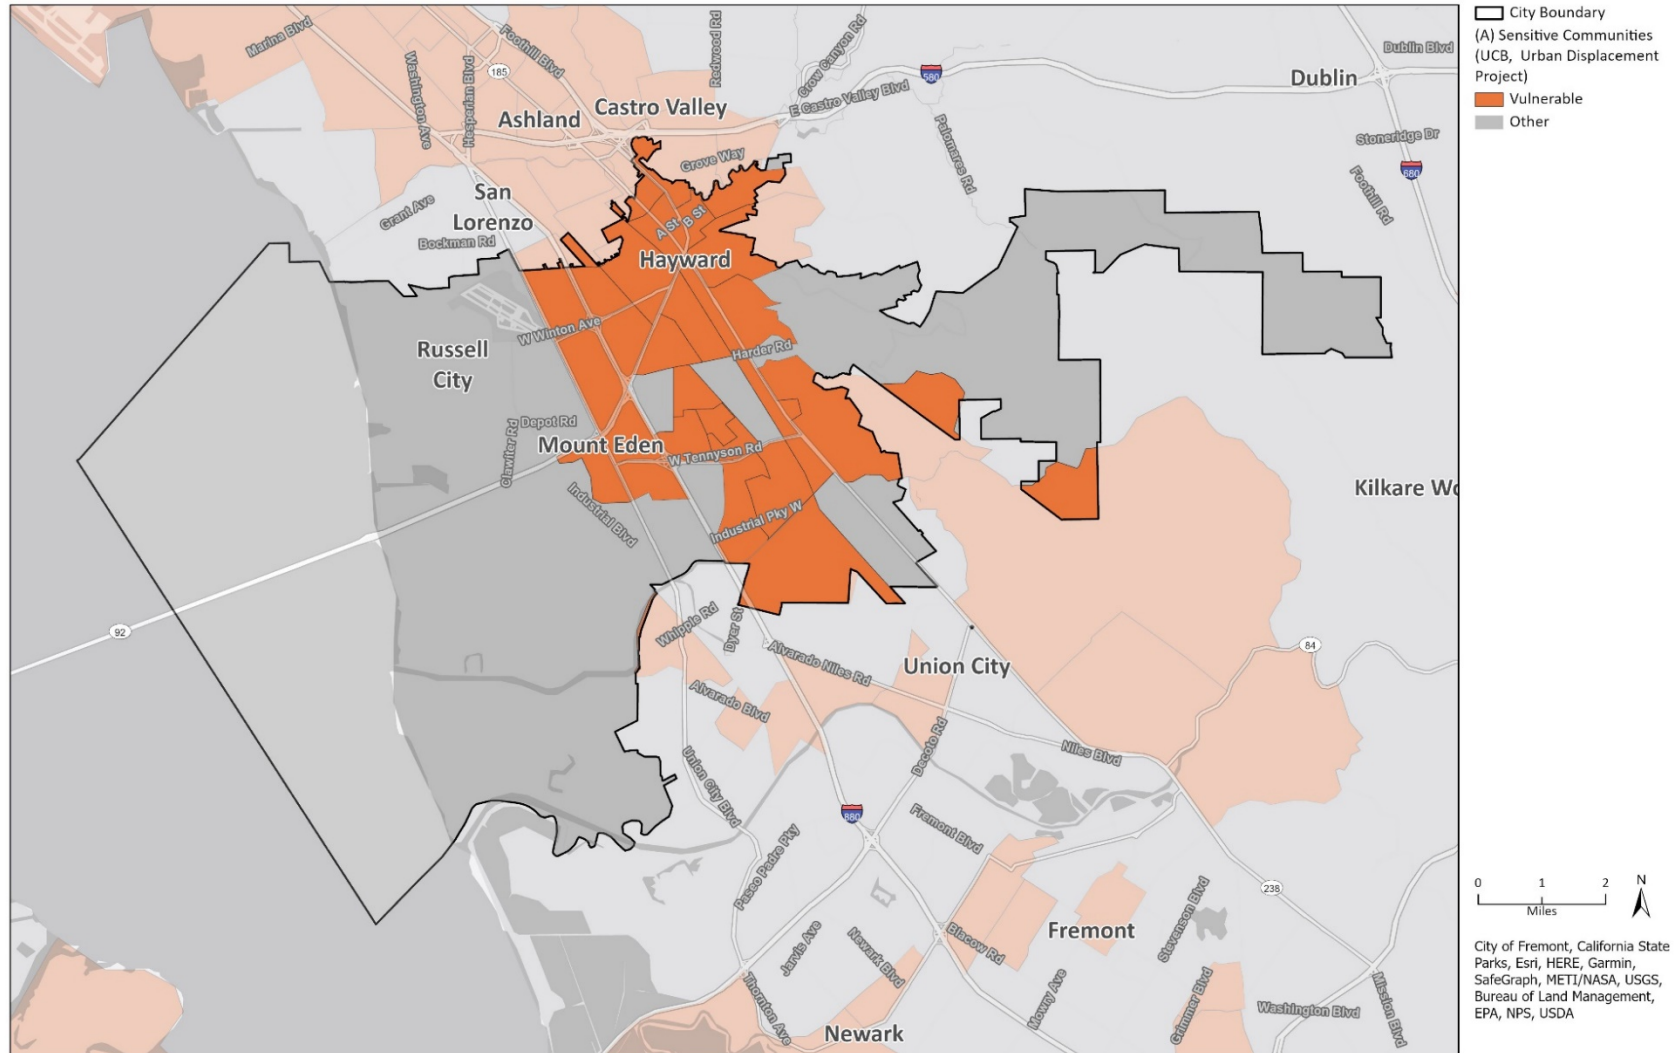 Marina Blvd
Washington Ave
Hesperian Blvd
185
Foothill Blvd
Redwood Rd
Crow Canyon Rd
E Castro Valley Blvd
580
Dublin Blvd
Dublin
Castro Valley
Ashland
Stoneridge Dr
680
Foothill Rd
Palomares Rd
Grove Way
San
Lorenzo
Grant Ave
Bockman Rd
A St
B St
Hayward
W Winton Ave
Russell
City
Harder Rd
Depot Rd
Clawiter Rd
Mount Eden
W Tennyson Rd
Industrial Blvd
Industrial Pky W
Kilkare Wo
92
Whipple Rd
Dyer St
Alvarado Niles Rd
Union City
84
Alvarado Blvd
Decoto Rd
Niles Blvd
Union City Blvd
880
Fremont Blvd
Paseo Padre Pky
238
Stevenson Blvd
Jarvis Ave
Newark Blvd
Blacow Rd
Fremont
Thornton Ave
Newark
Mowry Ave
Grimmer Blvd
Washington Blvd
Mission Blvd
City Boundary
(A) Sensitive Communities
(UCB, Urban Displacement
Project)
Vulnerable
Other
0 1 2
Miles
N
City of Fremont, California State
Parks, Esri, HERE, Garmin,
SafeGraph, METI/NASA, USGS,
Bureau of Land Management,
EPA, NPS, USDA